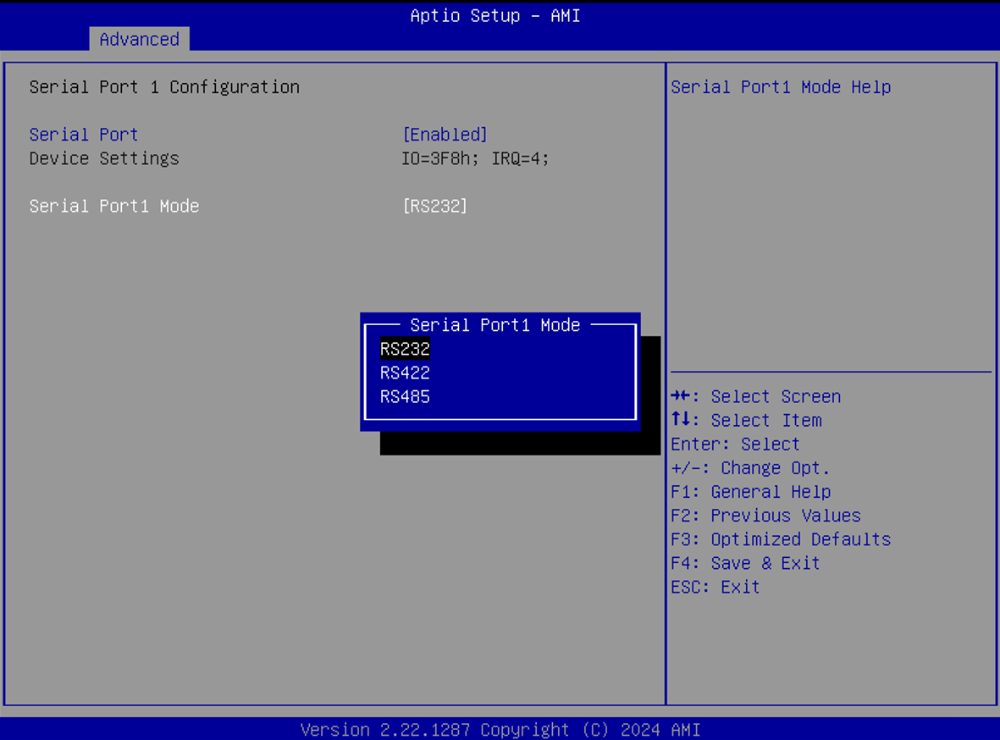 Aptio Setup - AMI
Advanced
Serial Port 1 Configuration
Serial Port [Enabled]
Device Settings IO=3F8h; IRQ=4;
Serial Port1 Mode [RS232]
Serial Port1 Mode
RS232
RS422
RS485
Serial Port1 Mode Help
→←: Select Screen
↑↓: Select Item
Enter: Select
+/-: Change Opt.
F1: General Help
F2: Previous Values
F3: Optimized Defaults
F4: Save & Exit
ESC: Exit
Version 2.22.1287 Copyright (C) 2024 AMI